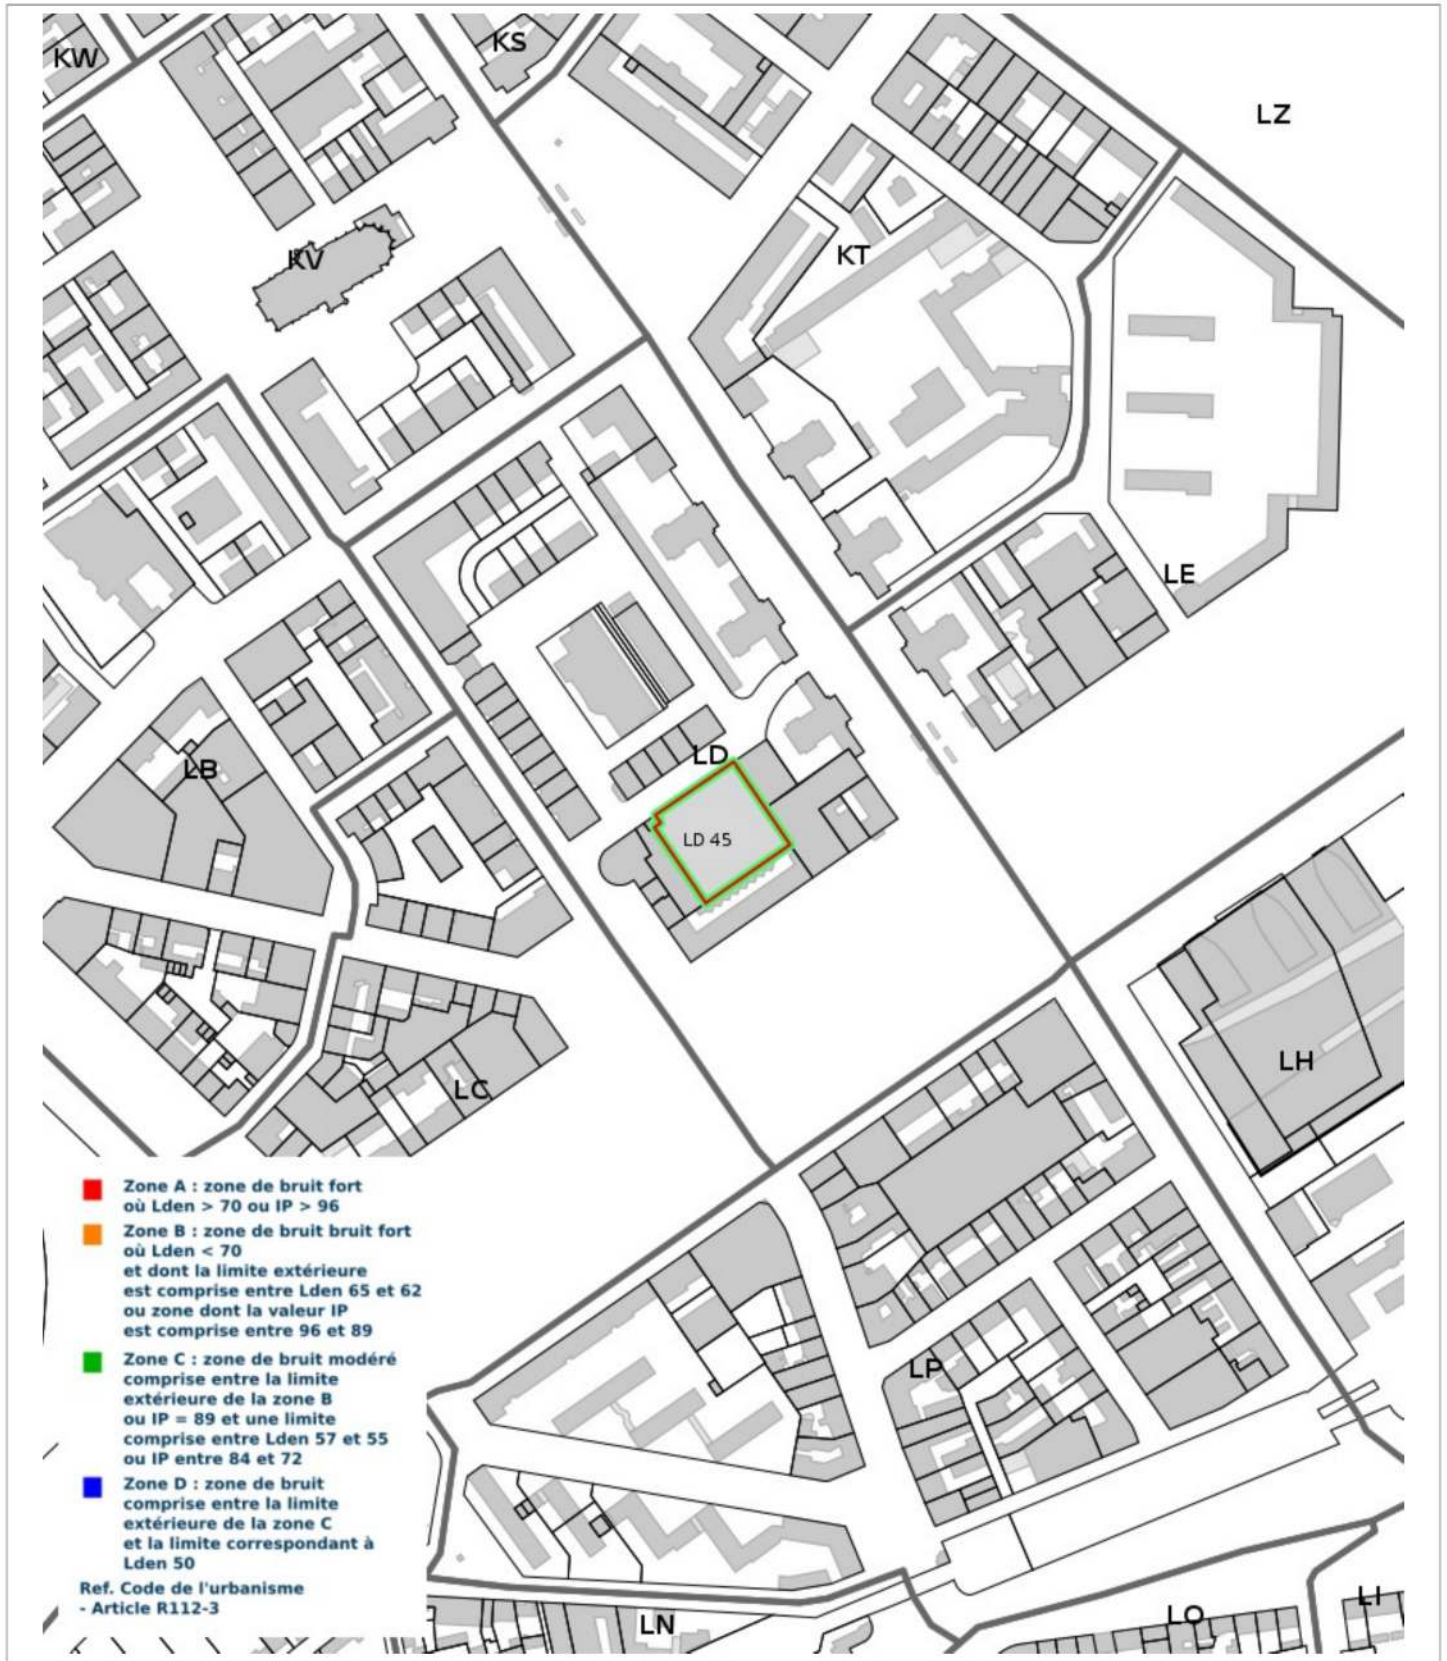 KW
KS
LZ
KV
KT
LE
LD
LB
LD 45
LH
LC
Zone A : zone de bruit fort
où Lden > 70 ou IP > 96
Zone B : zone de bruit bruit fort
où Lden < 70
et dont la limite extérieure
est comprise entre Lden 65 et 62
ou zone dont la valeur IP
est comprise entre 96 et 89
Zone C : zone de bruit modéré
comprise entre la limite
extérieure de la zone B
ou IP = 89 et une limite
comprise entre Lden 57 et 55
ou IP entre 84 et 72
Zone D : zone de bruit
comprise entre la limite
extérieure de la zone C
et la limite correspondant à
Lden 50
Ref. Code de l'urbanisme
- Article R112-3
LP
LN
LO
LI